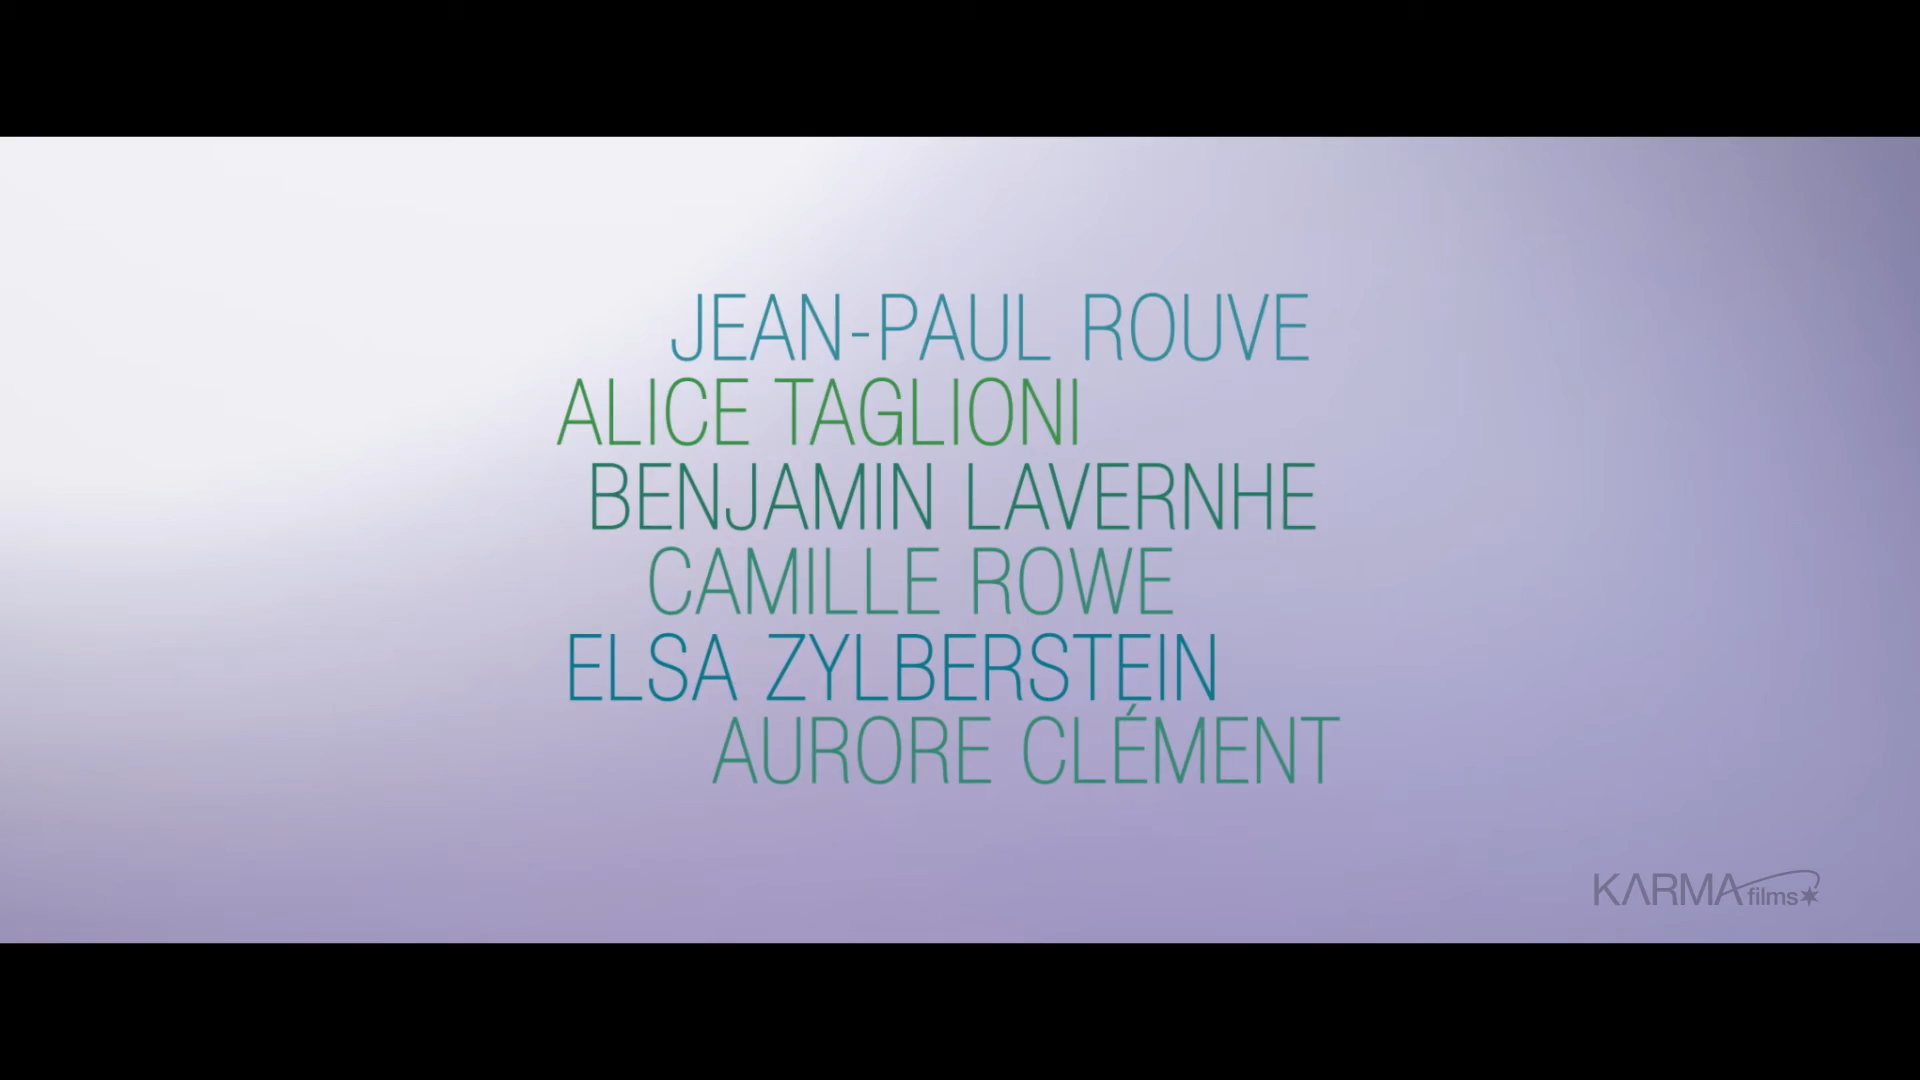 JEAN-PAUL ROUVE
ALICE TAGLIONI
BENJAMIN LAVERNHE
CAMILLE ROWE
ELSA ZYLBERSTEIN
AURORE CLÉMENT
KARMA films